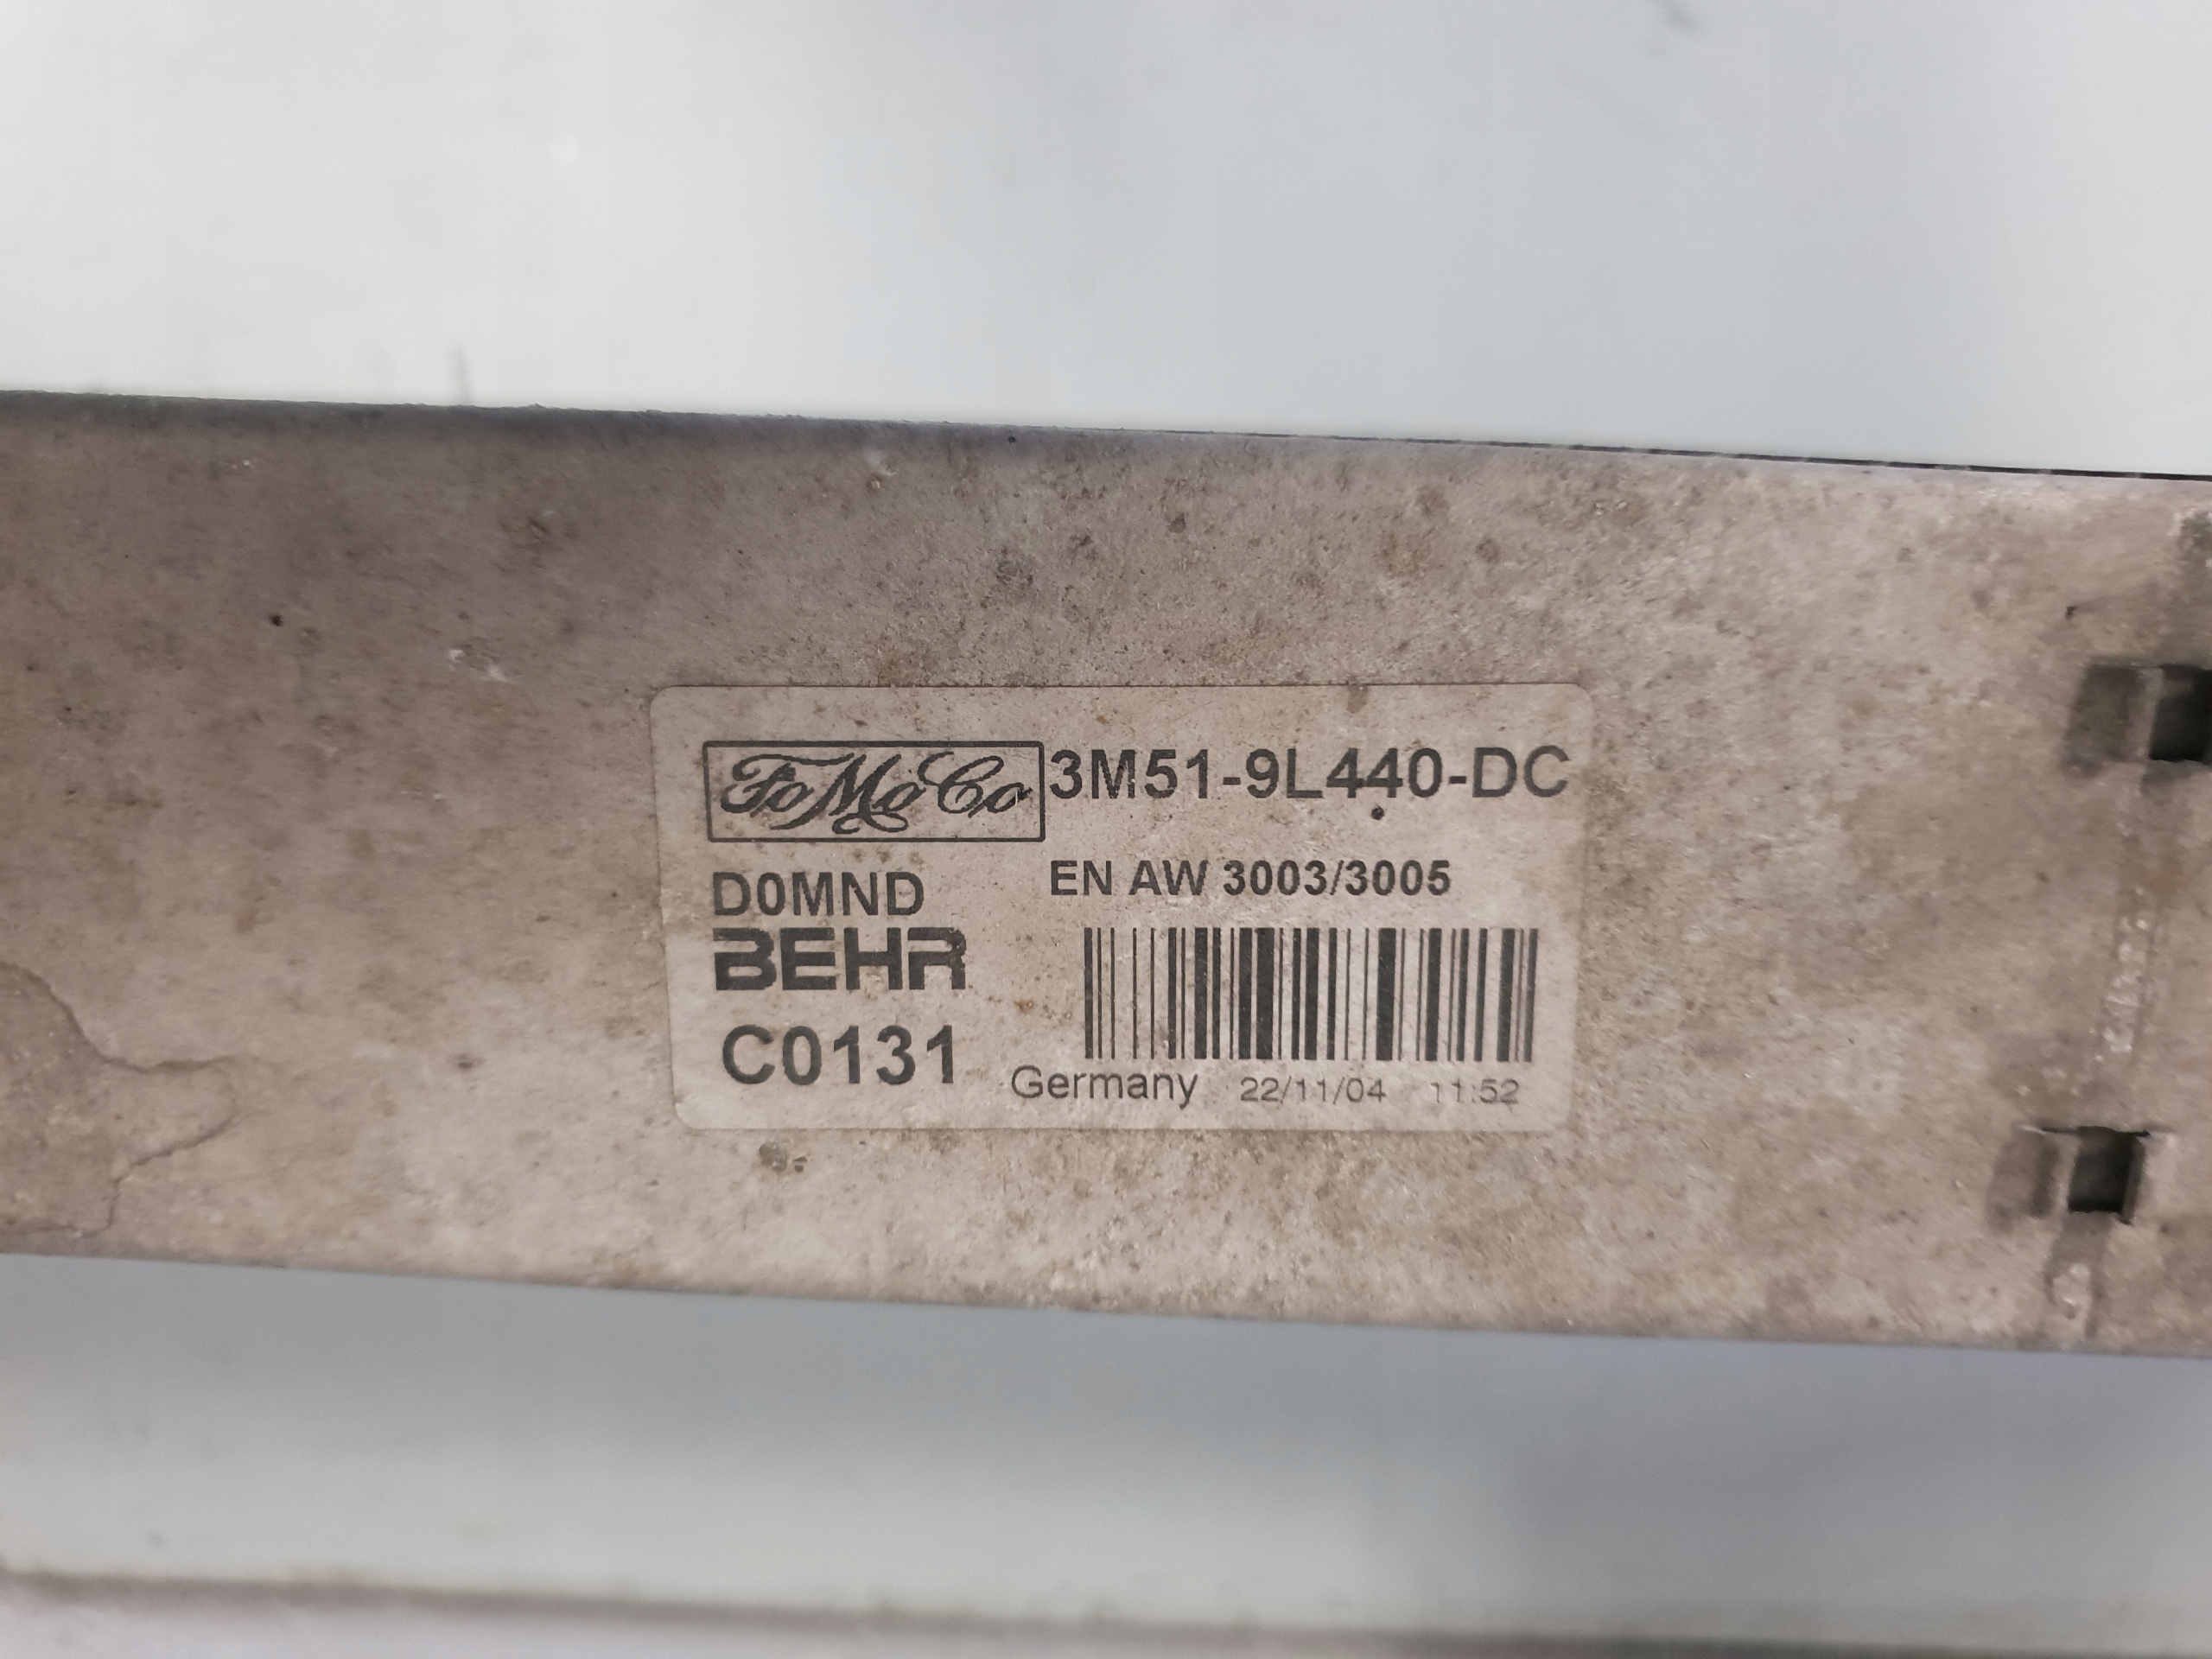 FoMoCo 3M51-9L440-DC
D0MND EN AW 3003/3005
BEHR
C0131
Germany 22/11/04 11:52